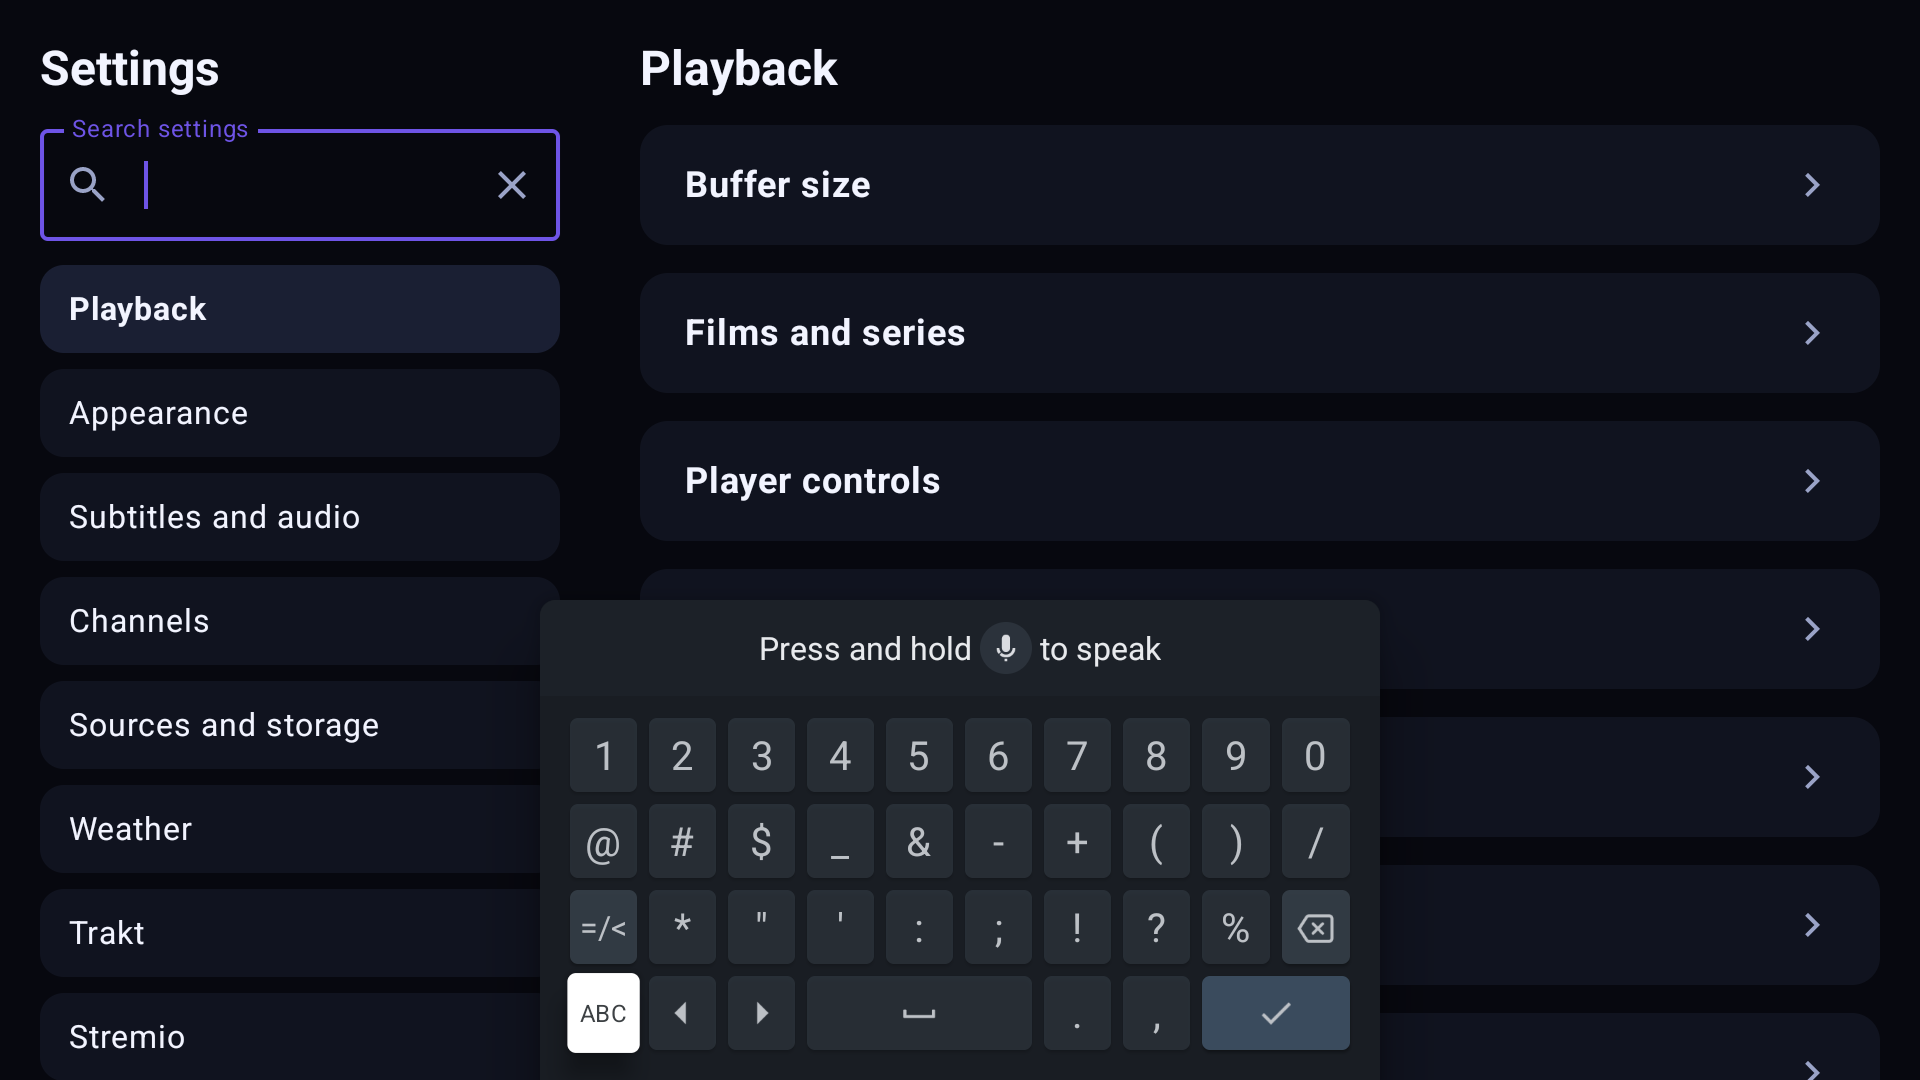 Settings
Search settings
Playback
Appearance
Subtitles and audio
Channels
Sources and storage
Weather
Trakt
Stremio
Playback
Buffer size
Films and series
Player controls
Press and hold to speak
1 2 3 4 5 6 7 8 9 0
@ # $ _ & - + ( ) /
=/< * " ' : ; ! ? %
ABC . ,